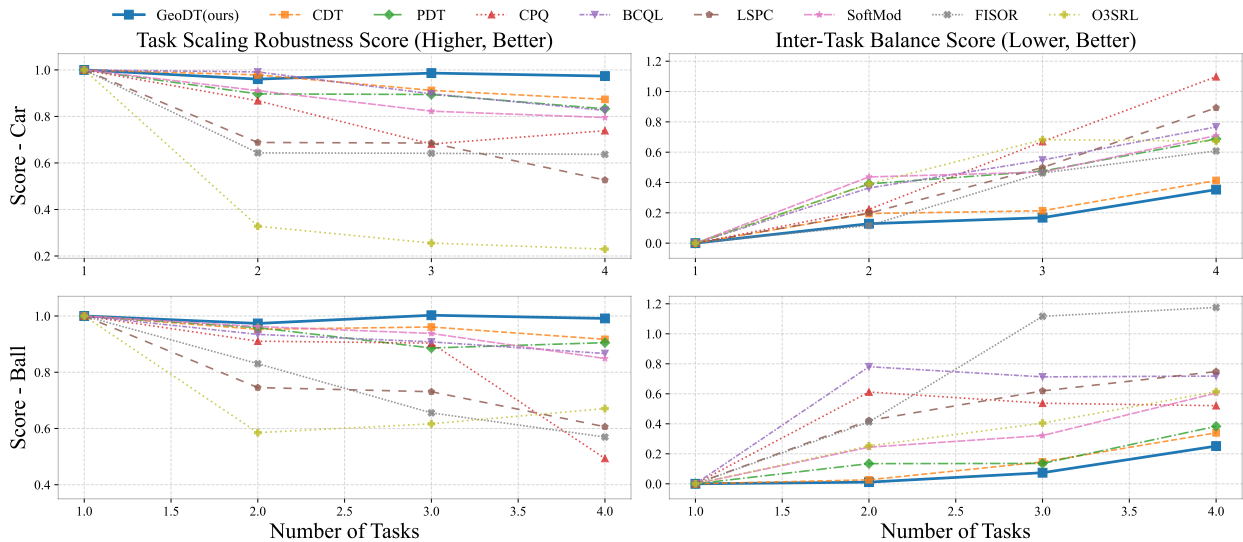 GeoDT(ours) CDT PDT CPQ BCQL LSPC SoftMod FISOR O3SRL
Task Scaling Robustness Score (Higher, Better)
Score - Car
1.0
0.8
0.6
0.4
0.2
1 2 3 4
Inter-Task Balance Score (Lower, Better)
1.2
1.0
0.8
0.6
0.4
0.2
0.0
1 2 3 4
Score - Ball
1.0
0.8
0.6
0.4
1.0 1.5 2.0 2.5 3.0 3.5 4.0
Number of Tasks
1.2
1.0
0.8
0.6
0.4
0.2
0.0
1.0 1.5 2.0 2.5 3.0 3.5 4.0
Number of Tasks